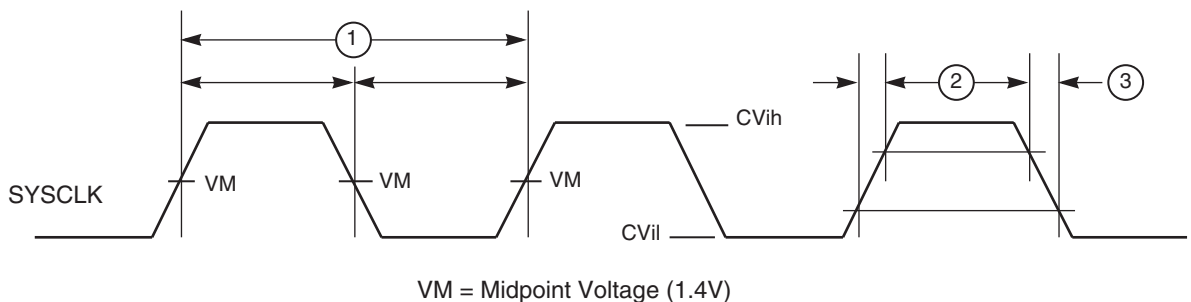 1
2
3
CVih
VM
VM
VM
SYSCLK
CVil
VM = Midpoint Voltage (1.4V)